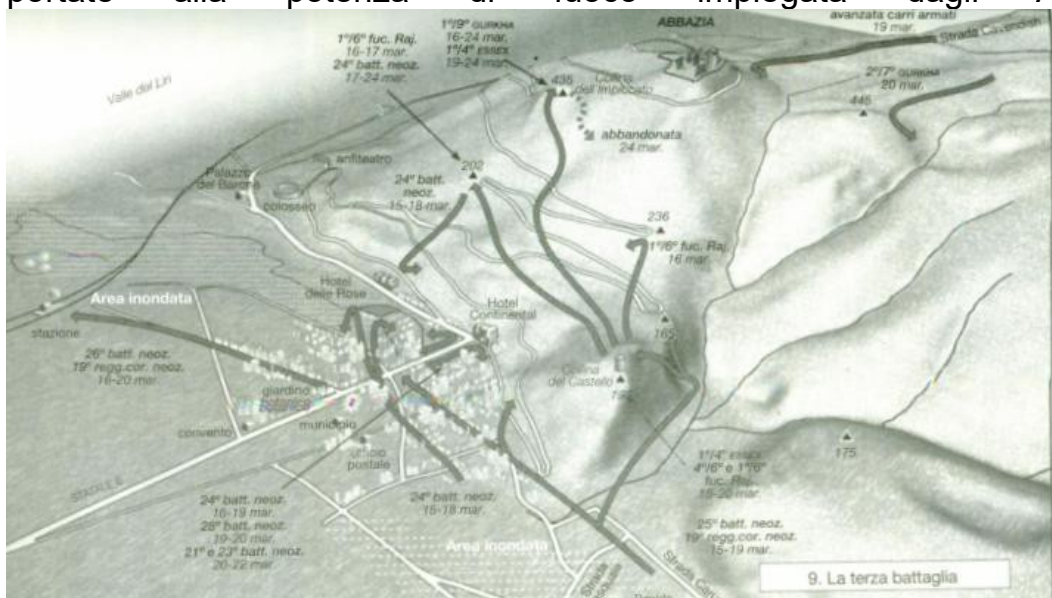 portato alla potenza di fuoco impiegata dagli
1°/9° GURKHA
16-24 mar.
1°/4° ESSEX
19-24 mar.
ABBAZIA
avanzata carri armati
19 mar.
Strada Cavendish
1°/6° fuc. Raj.
16-17 mar.
24° batt. neoz.
17-24 mar.
Valle del Liri
435
Collina
dell'Impiccato
2°/7° GURKHA
20 mar.
445
abbandonata
24 mar.
anfiteatro
202
Palazzo
del Barone
colosseo
24° batt.
neoz.
15-18 mar.
236
1°/6° fuc. Raj.
16 mar.
Hotel
delle Rose
Area inondata
Hotel
Continental
165
stazione
26° batt. neoz.
19° regg.cor. neoz.
16-20 mar.
Collina
del Castello
giardino
convento
municipio
ufficio
postale
175
1°/4° ESSEX
4°/6° e 1°/6°
fuc. Raj.
STATALE 6
24° batt. neoz.
16-19 mar.
28° batt. neoz.
19-20 mar.
21° e 23° batt. neoz.
20-22 mar.
24° batt. neoz.
15-18 mar.
25° batt. neoz.
19° regg.cor. neoz.
15-19 mar.
Area inondata
Strada
Strada
9. La terza battaglia